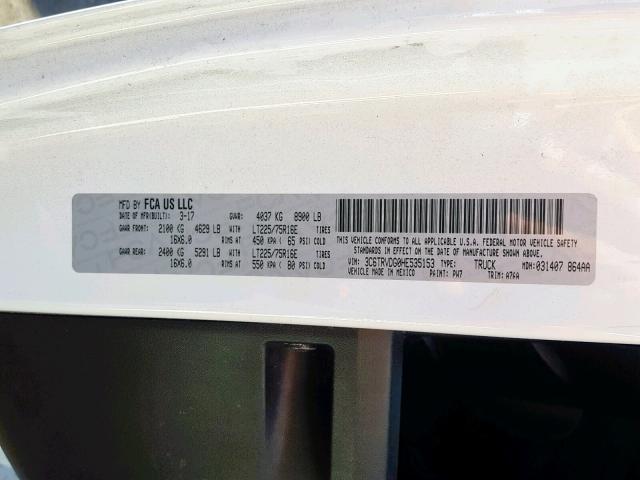 MFD BY FCA US LLC
DATE OF MFR(BUILT): 3-17 GVWR: 4037 KG 8900 LB
GAWR FRONT: 2100 KG 4629 LB WITH LT225/75R16E TIRES
16X6.0 RIMS AT 450 KPA ( 65 PSI) COLD
GAWR REAR: 2400 KG 5291 LB WITH LT225/75R16E TIRES
16X6.0 RIMS AT 550 KPA ( 80 PSI) COLD
THIS VEHICLE CONFORMS TO ALL APPLICABLE U.S.A. FEDERAL MOTOR VEHICLE SAFETY
STANDARDS IN EFFECT ON THE DATE OF MANUFACTURE SHOWN ABOVE.
VIN: 3C6TRVDG0HE535153 TYPE: TRUCK MDH: 031407 864AA
VEHICLE MADE IN MEXICO PAINT: PW7 TRIM: A7AA